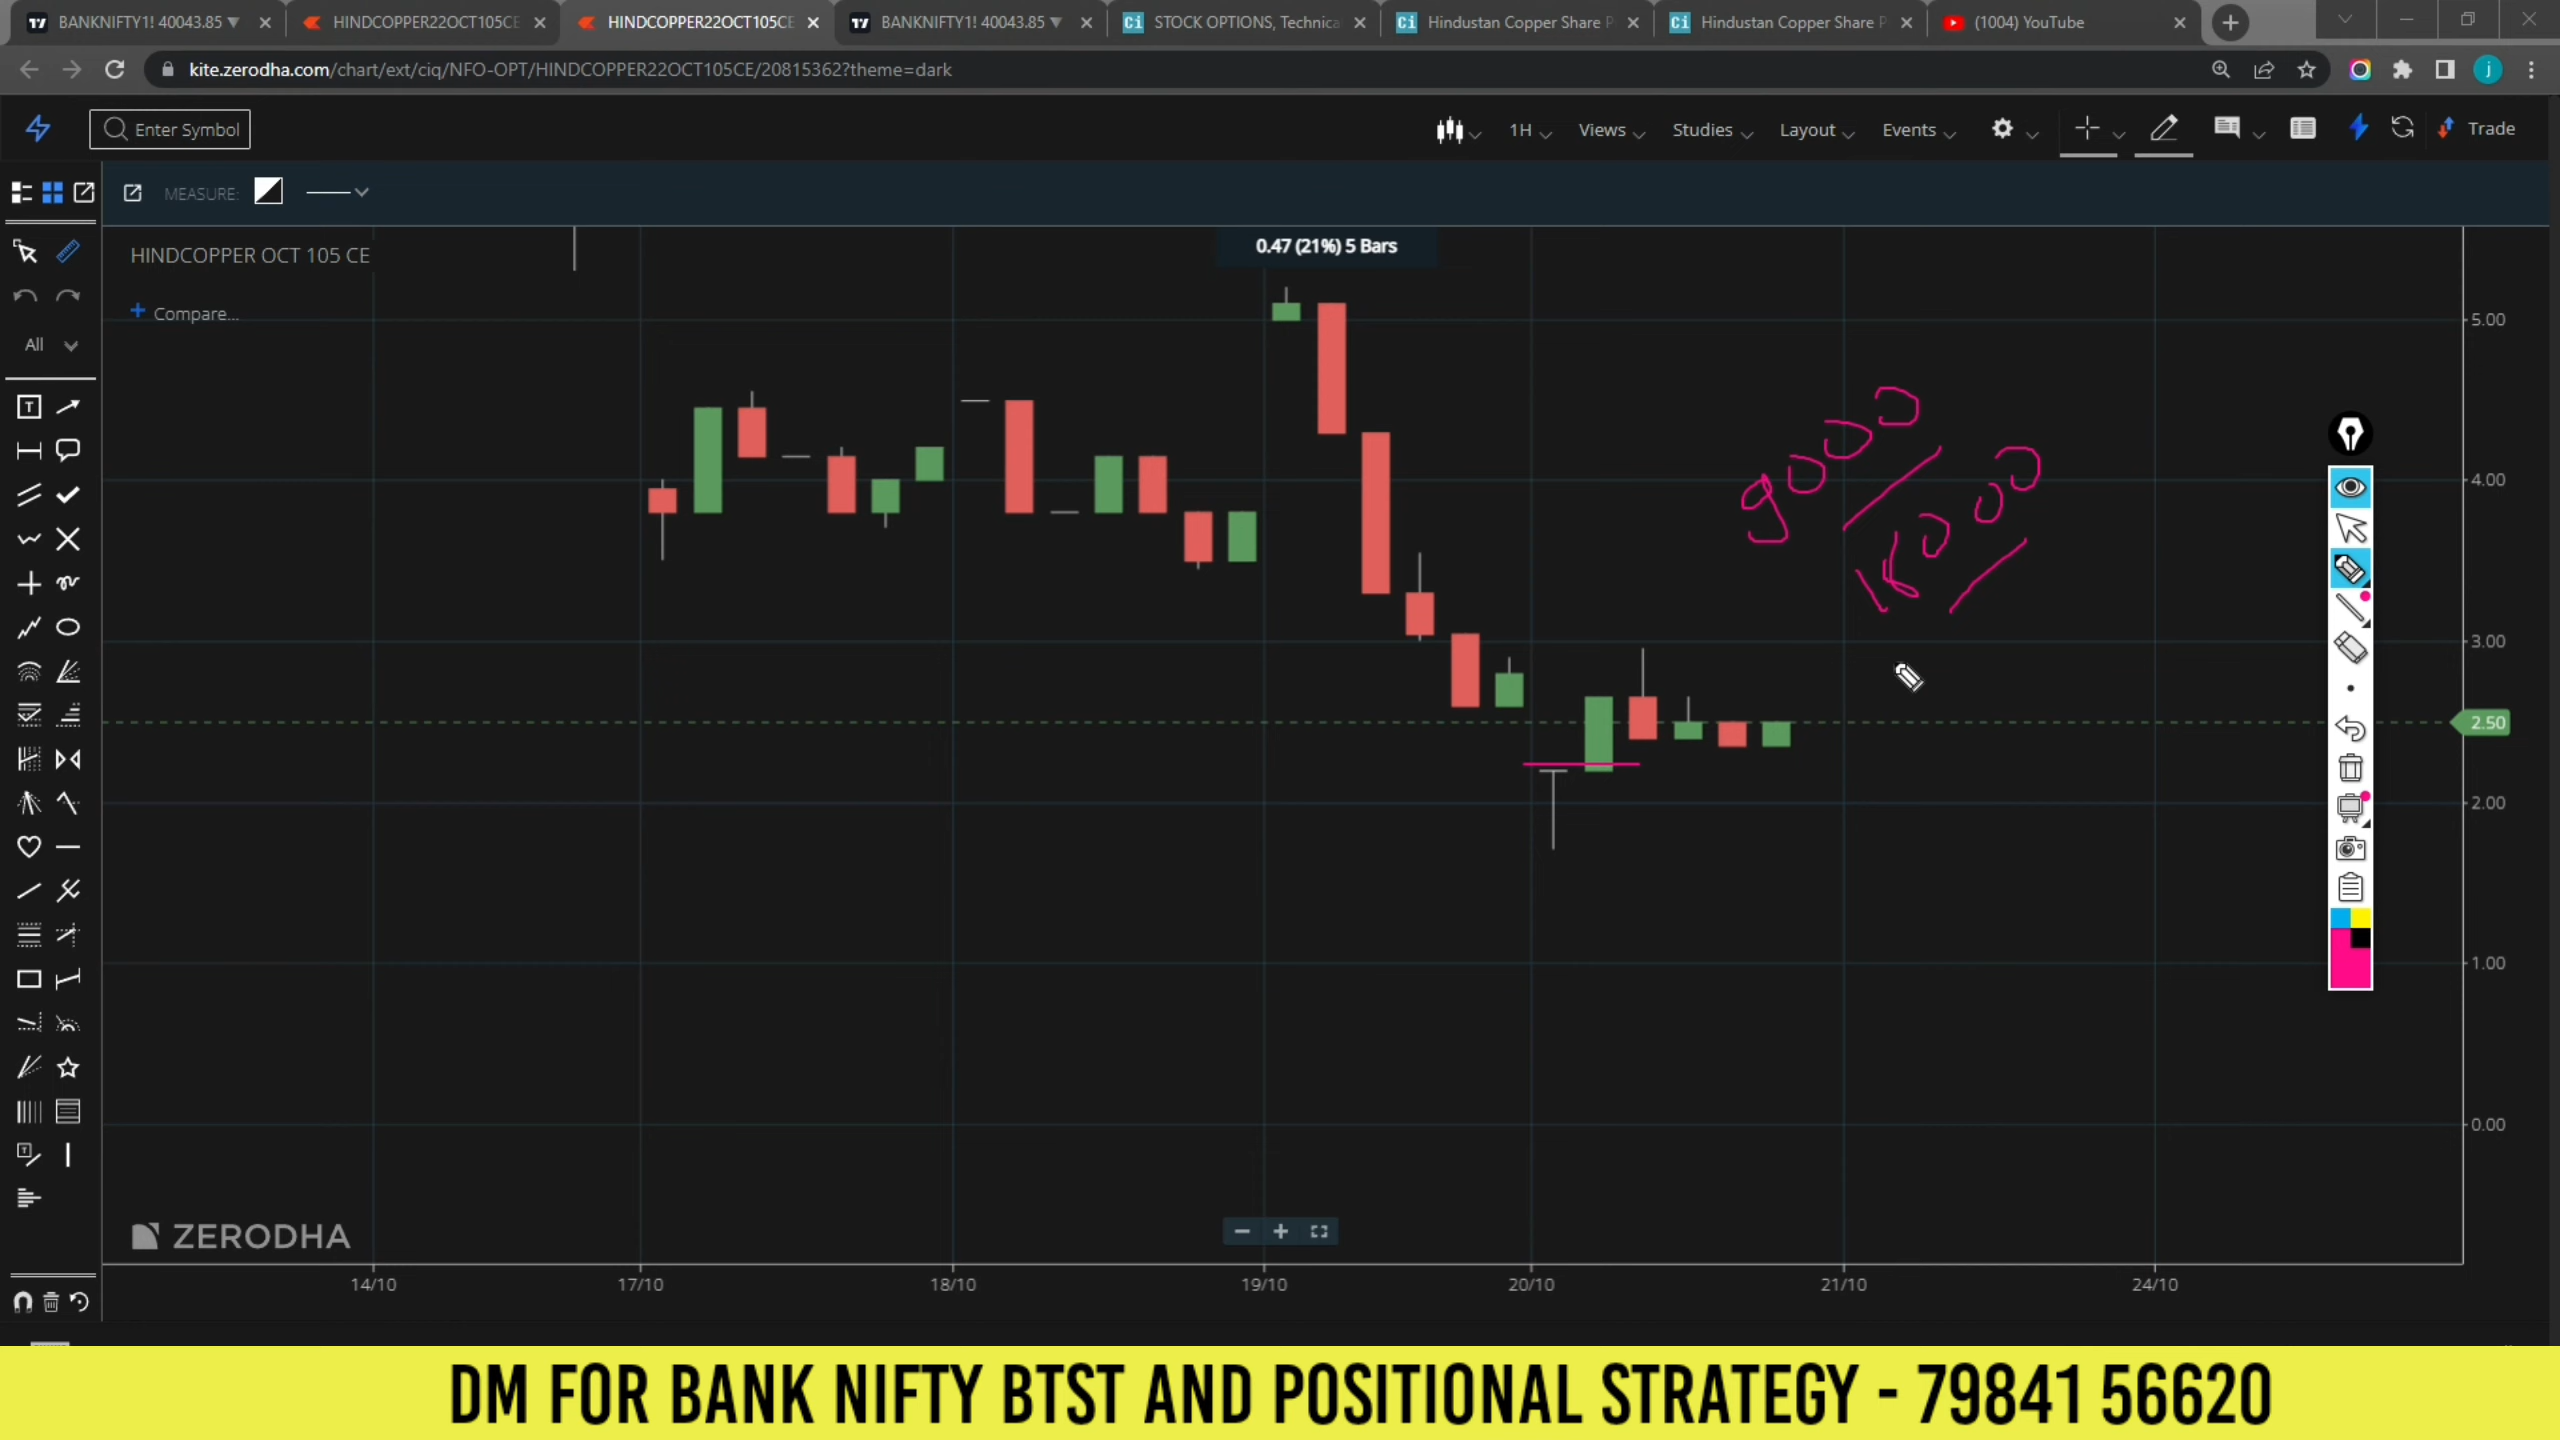 BANKNIFTY1! 40043.85 ▼
HINDCOPPER22OCT105CE
HINDCOPPER22OCT105CE
BANKNIFTY1! 40043.85 ▼
STOCK OPTIONS, Technica
Hindustan Copper Share P
Hindustan Copper Share P
(1004) YouTube
kite.zerodha.com/chart/ext/ciq/NFO-OPT/HINDCOPPER22OCT105CE/20815362?theme=dark
j
Enter Symbol
1H
Views
Studies
Layout
Events
Trade
MEASURE:
HINDCOPPER OCT 105 CE
0.47 (21%) 5 Bars
+ Compare...
All
5.00
4.00
3.00
2.50
2.00
1.00
0.00
9000
ZERODHA
14/10
17/10
18/10
19/10
20/10
21/10
24/10
DM FOR BANK NIFTY BTST AND POSITIONAL STRATEGY - 79841 56620